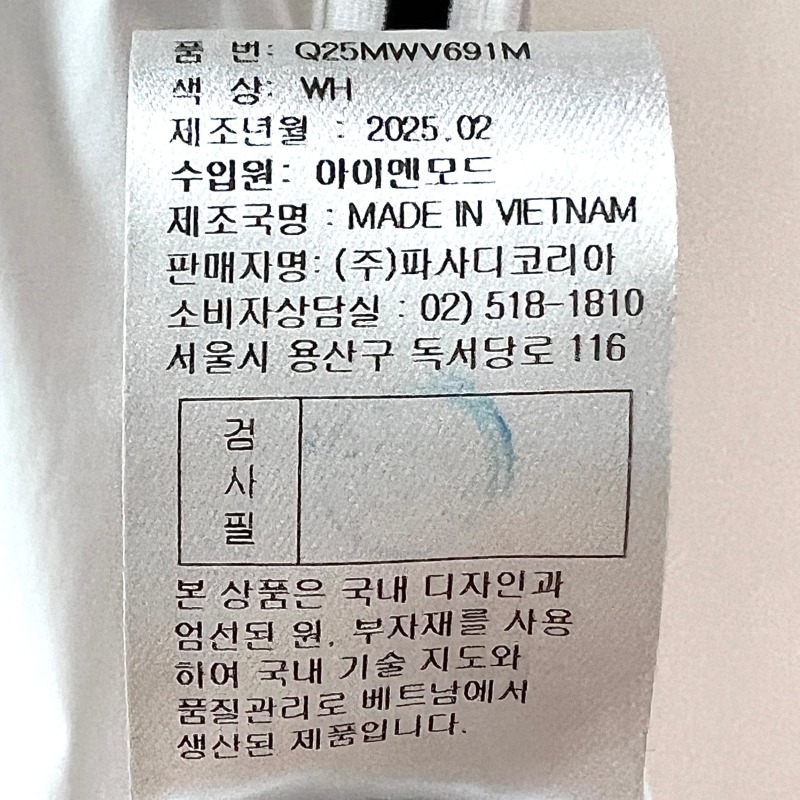 품 번: Q25MWV691M
색 상: WH
제조년월 : 2025.02
수입원: 아이엔모드
제조국명 : MADE IN VIETNAM
판매자명: (주)파사디코리아
소비자상담실 : 02) 518-1810
서울시 용산구 독서당로 116
검
사
필
본 상품은 국내 디자인과
엄선된 원, 부자재를 사용
하여 국내 기술 지도와
품질관리로 베트남에서
생산된 제품입니다.